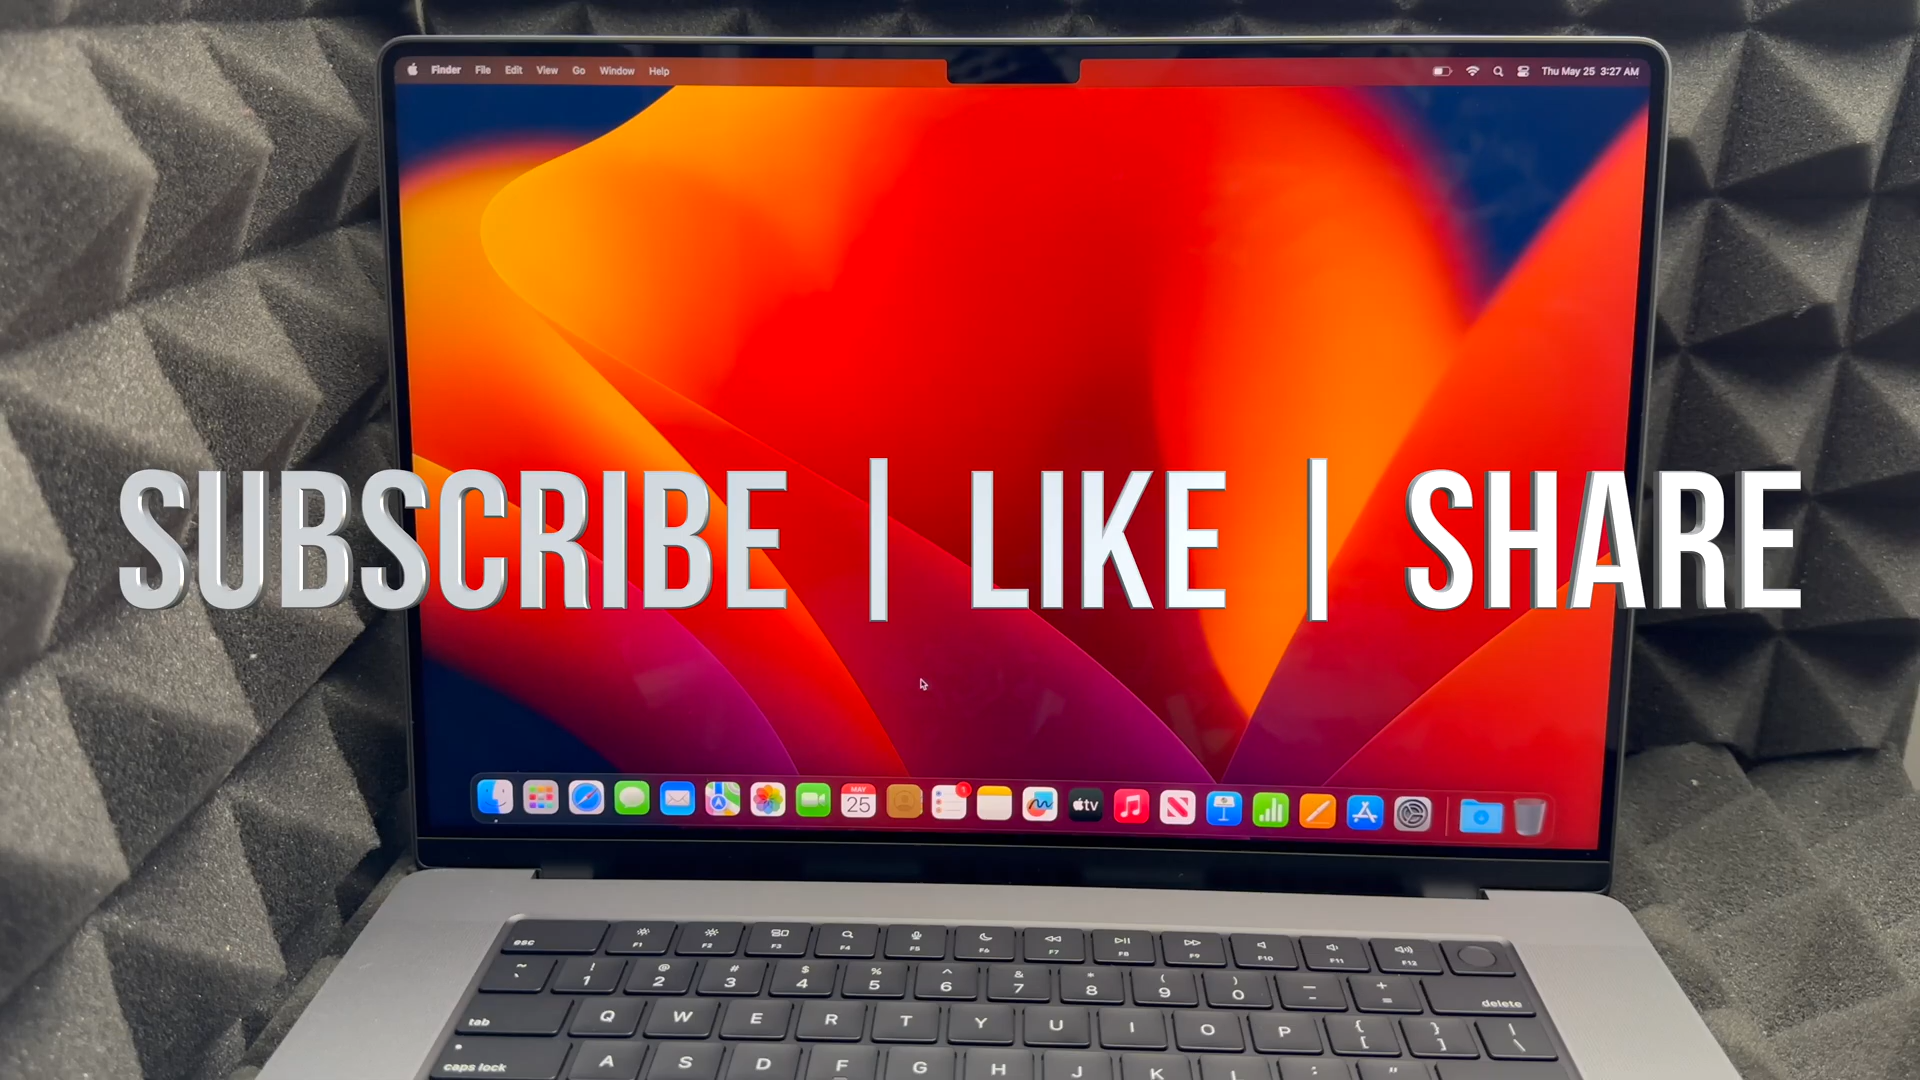 Finder File Edit View Go Window Help
Thu May 25 3:27 AM
SUBSCRIBE | LIKE | SHARE
MAY
25
1
tv
esc F1 F2 F3 F4 F5 F6 F7 F8 F9 F10 F11 F12
~ ! @ # $ % ^ & * ( ) — +
` 1 2 3 4 5 6 7 8 9 0 - = delete
tab Q W E R T Y U I O P { [ } ] | \
caps lock A S D F G H J K L : "